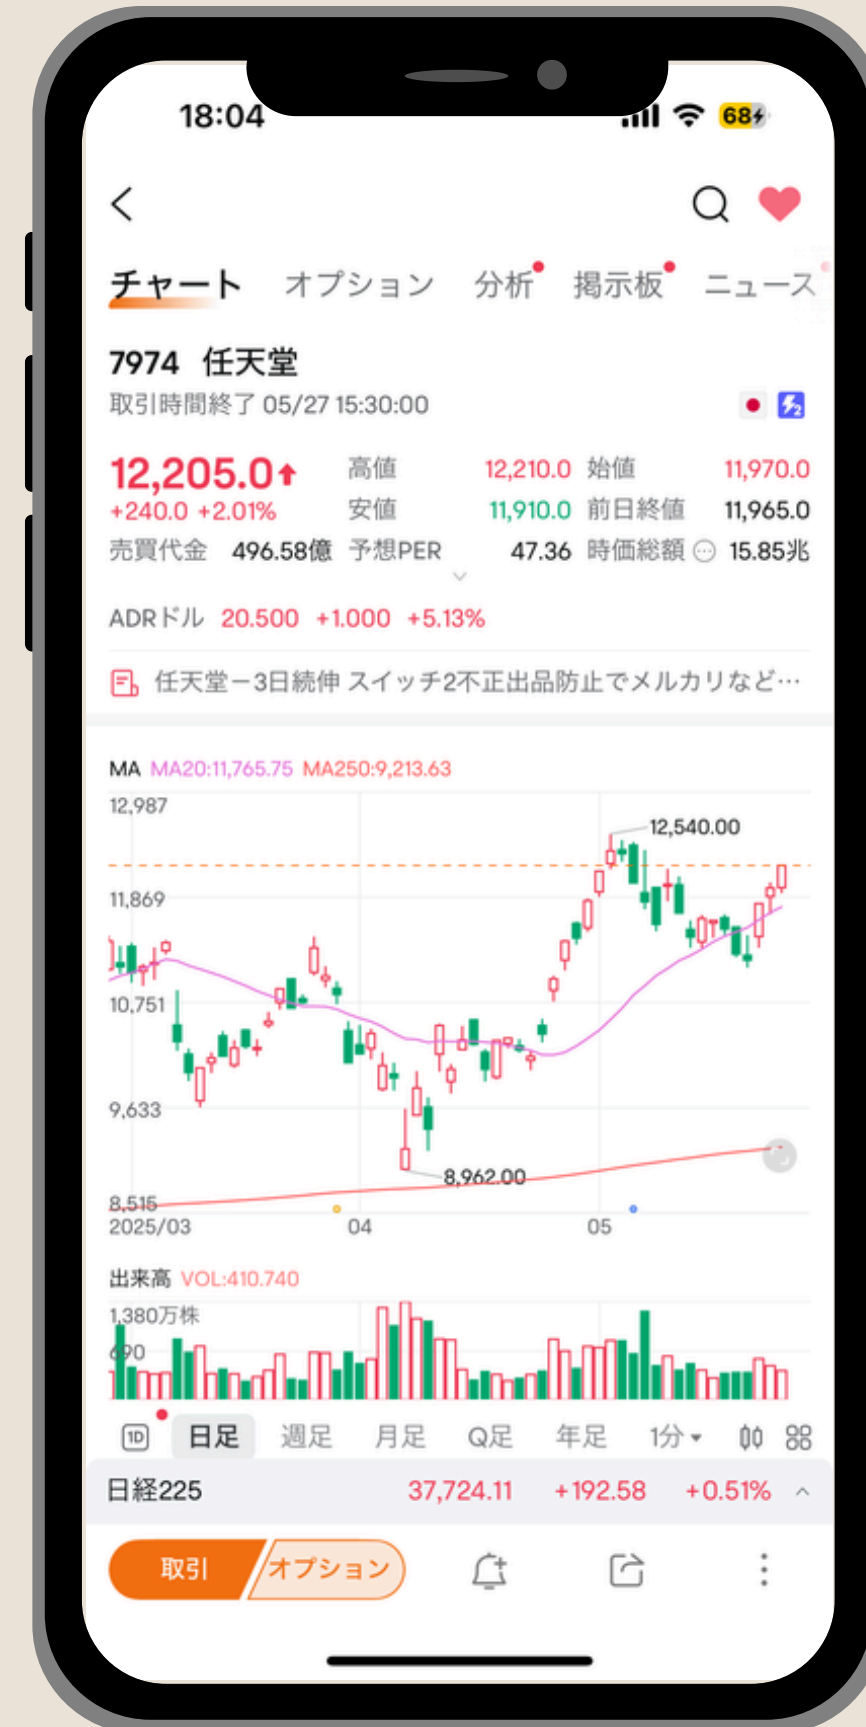 18:04
68
チャート オプション 分析 掲示板 ニュース
7974 任天堂
取引時間終了 05/27 15:30:00
12,205.0 高値 12,210.0 始値 11,970.0
+240.0 +2.01% 安値 11,910.0 前日終値 11,965.0
売買代金 496.58億 予想PER 47.36 時価総額 15.85兆
ADRドル 20.500 +1.000 +5.13%
任天堂ー3日続伸 スイッチ2不正出品防止でメルカリなど…
MA MA20:11,765.75 MA250:9,213.63
12,987
12,540.00
11,869
10,751
9,633
8,962.00
8,515
2025/03 04 05
出来高 VOL:410.740
1,380万株
690
1D 日足 週足 月足 Q足 年足 1分
日経225 37,724.11 +192.58 +0.51%
取引 オプション